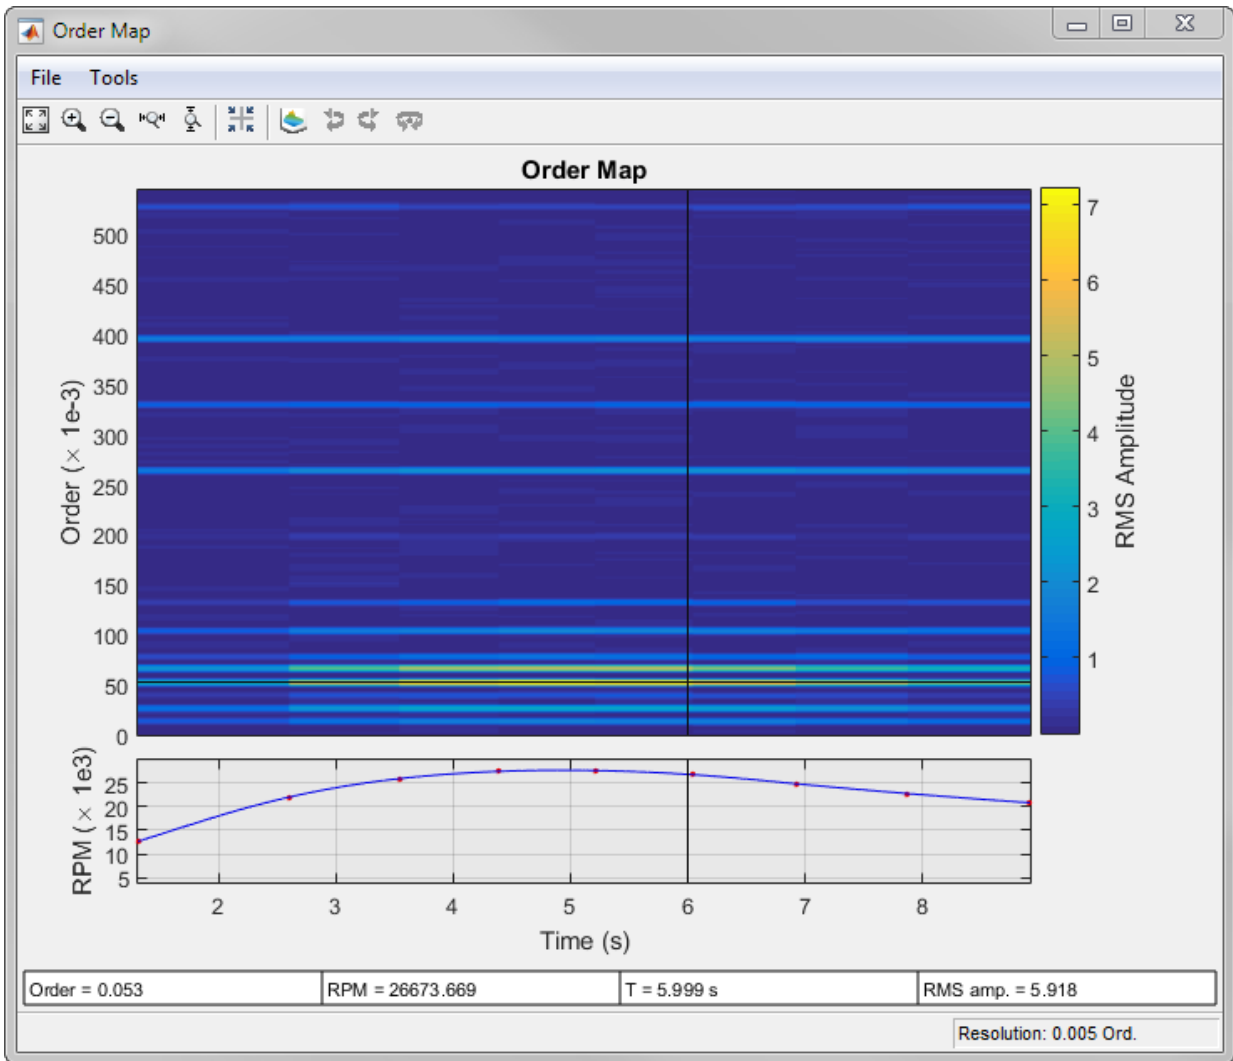 Order Map
File Tools
Order Map
500
450
400
350
300
250
200
150
100
50
0
Order (× 1e-3)
7
6
5
4
3
2
1
RMS Amplitude
25
20
15
10
5
RPM (× 1e3)
2 3 4 5 6 7 8
Time (s)
Order = 0.053 RPM = 26673.669 T = 5.999 s RMS amp. = 5.918
Resolution: 0.005 Ord.